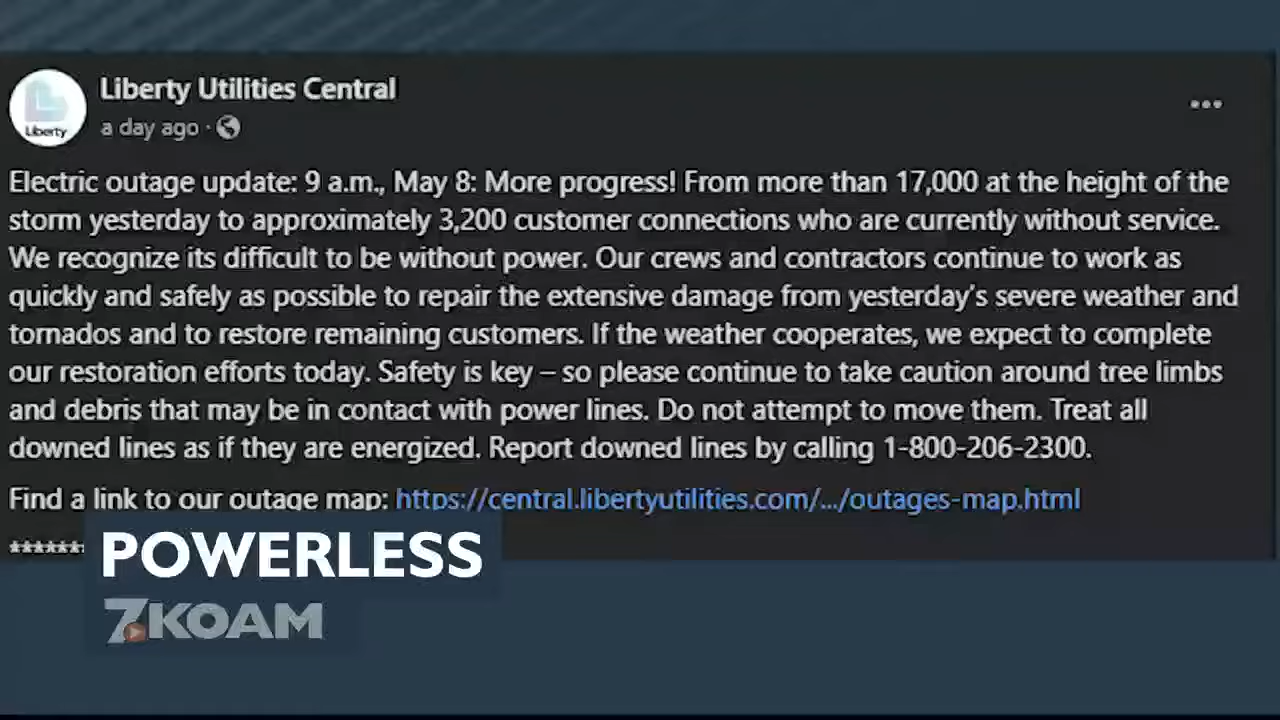 Liberty Utilities Central
a day ago ·
Liberty
Electric outage update: 9 a.m., May 8: More progress! From more than 17,000 at the height of the
storm yesterday to approximately 3,200 customer connections who are currently without service.
We recognize its difficult to be without power. Our crews and contractors continue to work as
quickly and safely as possible to repair the extensive damage from yesterday's severe weather and
tornados and to restore remaining customers. If the weather cooperates, we expect to complete
our restoration efforts today. Safety is key – so please continue to take caution around tree limbs
and debris that may be in contact with power lines. Do not attempt to move them. Treat all
downed lines as if they are energized. Report downed lines by calling 1-800-206-2300.
Find a link to our outage map: https://central.libertyutilities.com/.../outages-map.html
*******
POWERLESS
7KOAM